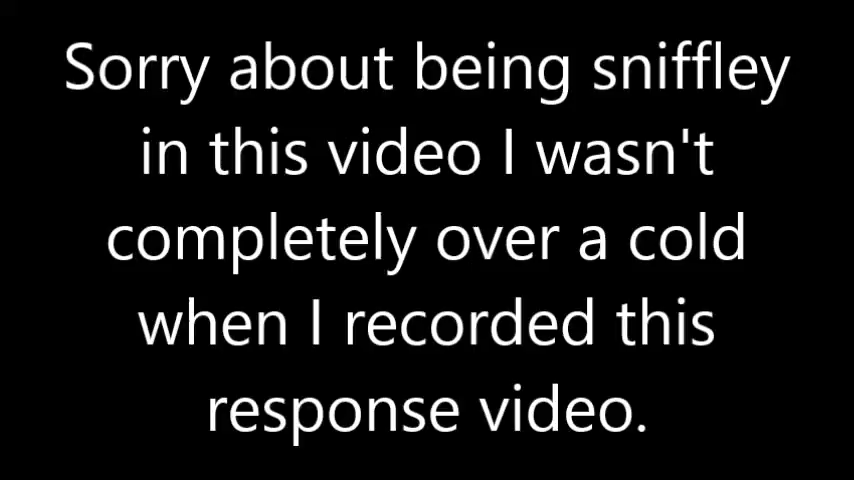 Sorry about being sniffley
in this video I wasn't
completely over a cold
when I recorded this
response video.